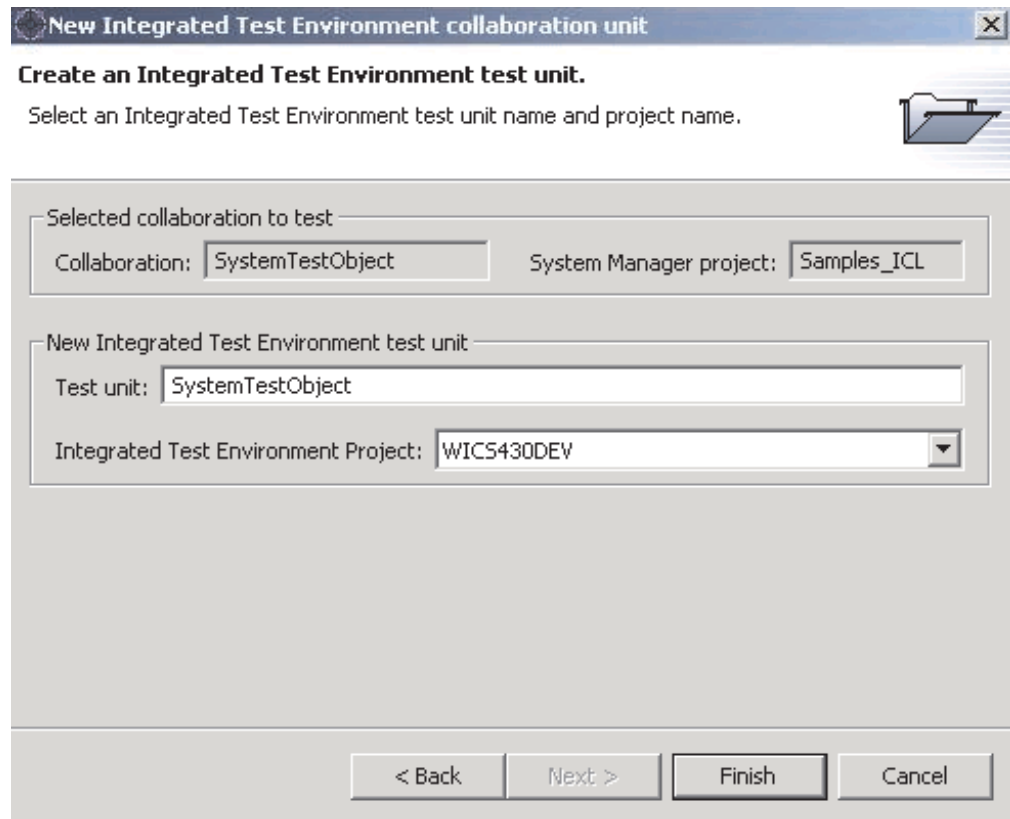 New Integrated Test Environment collaboration unit
Create an Integrated Test Environment test unit.
Select an Integrated Test Environment test unit name and project name.
Selected collaboration to test
Collaboration: SystemTestObject System Manager project: Samples_ICL
New Integrated Test Environment test unit
Test unit: SystemTestObject
Integrated Test Environment Project: WICS430DEV
< Back Next > Finish Cancel